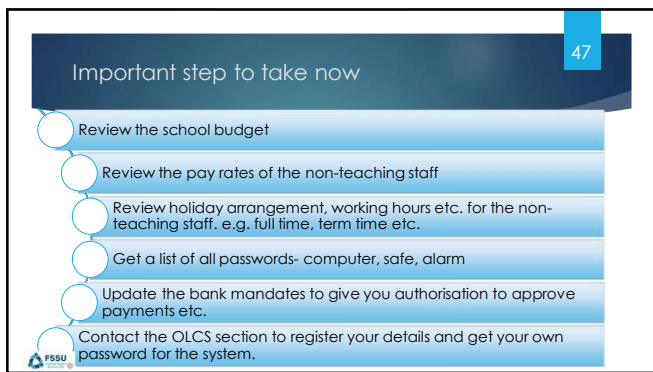 47
Important step to take now
Review the school budget
Review the pay rates of the non-teaching staff
Review holiday arrangement, working hours etc. for the non-
teaching staff. e.g. full time, term time etc.
Get a list of all passwords- computer, safe, alarm
Update the bank mandates to give you authorisation to approve
payments etc.
Contact the OLCS section to register your details and get your own
password for the system.
FSSU